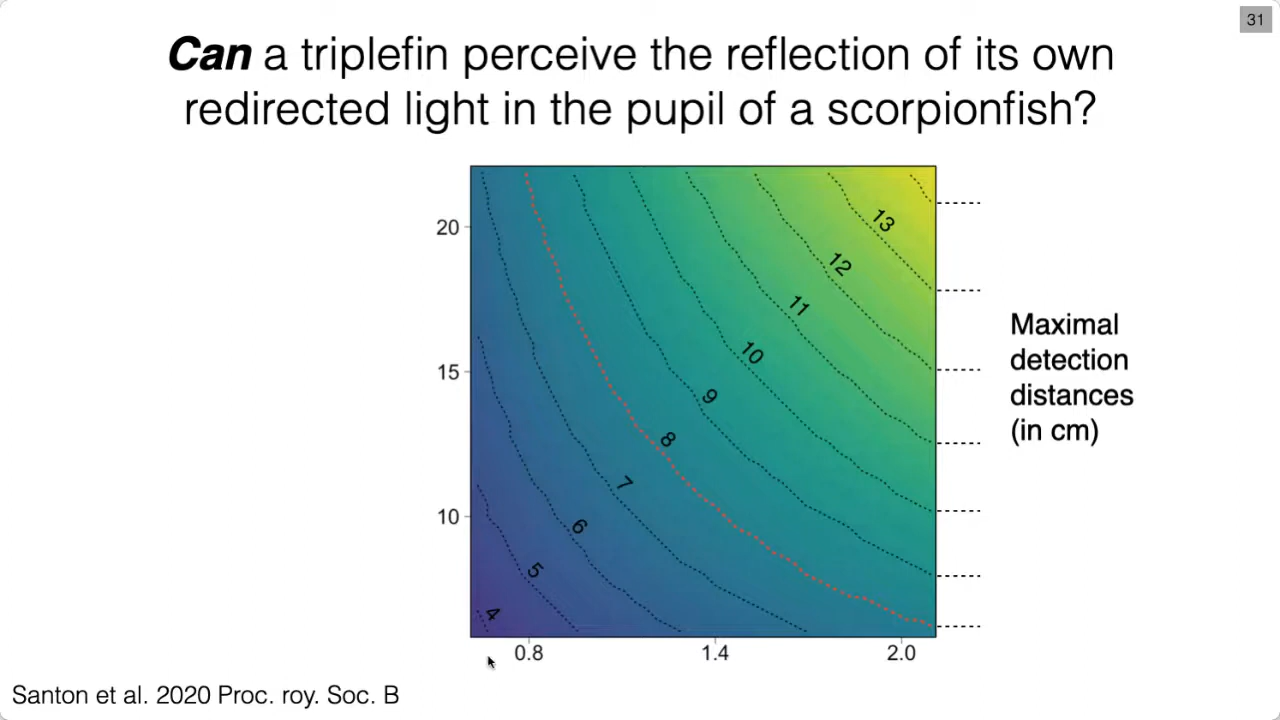 31
Can a triplefin perceive the reflection of its own
redirected light in the pupil of a scorpionfish?
20
15
10
13
12
11
10
9
8
7
6
5
4
0.8 1.4 2.0
Maximal
detection
distances
(in cm)
Santon et al. 2020 Proc. roy. Soc. B